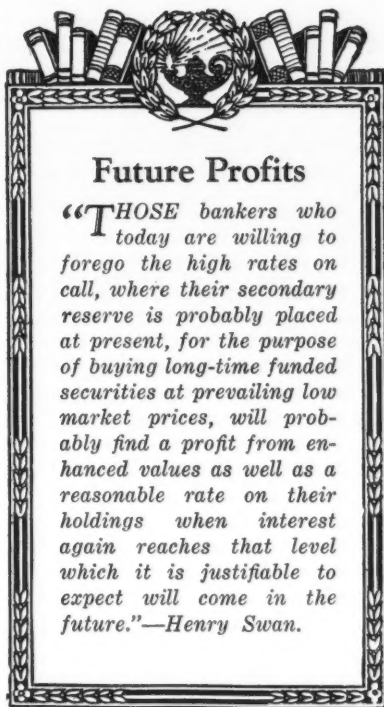 Future Profits
“THOSE bankers who
today are willing to
forego the high rates on
call, where their secondary
reserve is probably placed
at present, for the purpose
of buying long-time funded
securities at prevailing low
market prices, will prob-
ably find a profit from en-
hanced values as well as a
reasonable rate on their
holdings when interest
again reaches that level
which it is justifiable to
expect will come in the
future.”—Henry Swan.